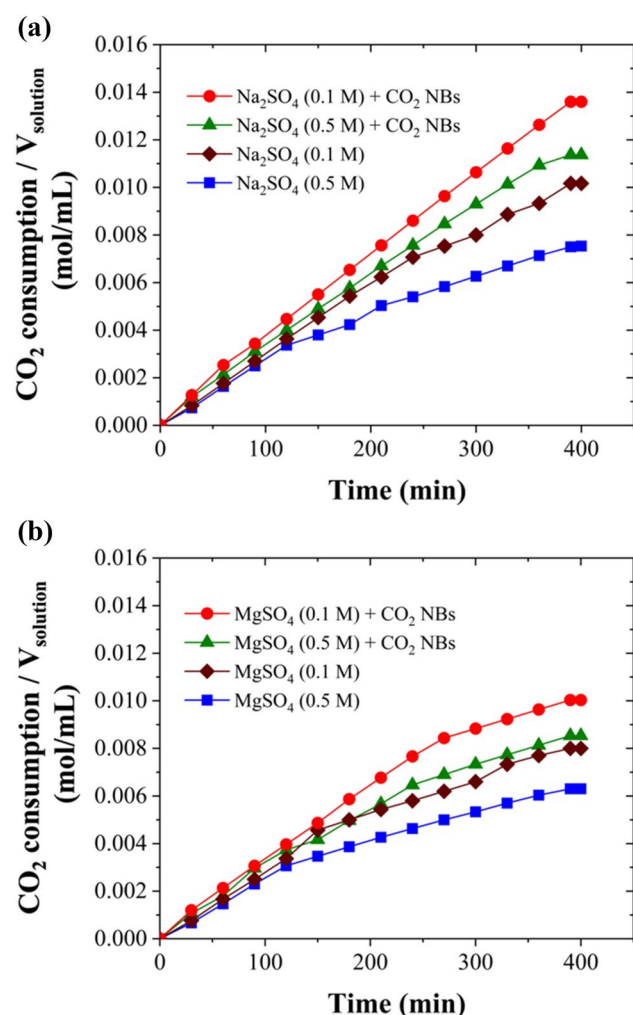 (a)
0.016
0.014
0.012
0.010
0.008
0.006
0.004
0.002
0.000
CO₂ consumption / V_solution
(mol/mL)
Na₂SO₄ (0.1 M) + CO₂ NBs
Na₂SO₄ (0.5 M) + CO₂ NBs
Na₂SO₄ (0.1 M)
Na₂SO₄ (0.5 M)
0 100 200 300 400
Time (min)
(b)
0.016
0.014
0.012
0.010
0.008
0.006
0.004
0.002
0.000
CO₂ consumption / V_solution
(mol/mL)
MgSO₄ (0.1 M) + CO₂ NBs
MgSO₄ (0.5 M) + CO₂ NBs
MgSO₄ (0.1 M)
MgSO₄ (0.5 M)
0 100 200 300 400
Time (min)